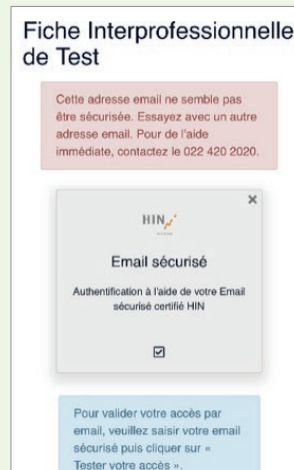 Fiche Interprofessionnelle
de Test
Cette adresse email ne semble pas
être sécurisée. Essayez avec un autre
adresse email. Pour de l'aide
immédiate, contactez le 022 420 2020.
×
HIN
Email sécurisé
Authentification à l'aide de votre Email
sécurisé certifié HIN
Pour valider votre accès par
email, veuillez saisir votre email
sécurisé puis cliquer sur «
Tester votre accès ».